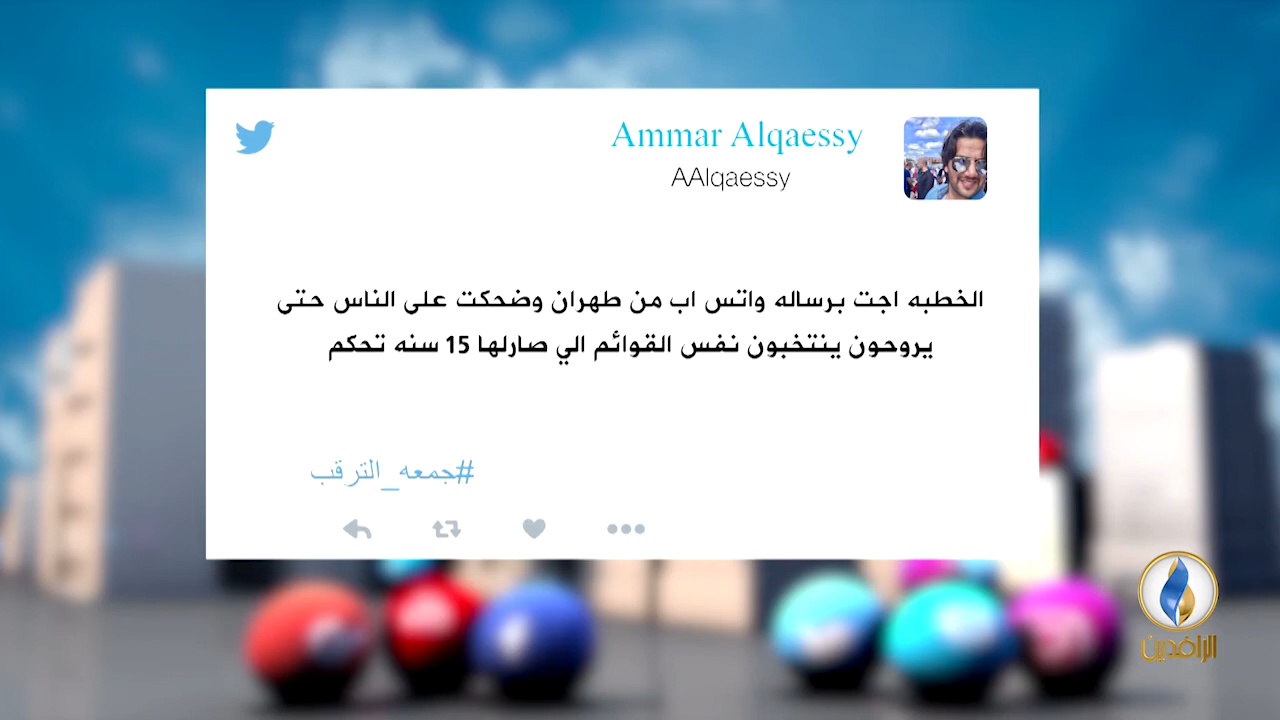 Ammar Alqaessy
AAlqaessy
الخطبه اجت برساله واتس اب من طهران وضحكت على الناس حتى
يروحون ينتخبون نفس القوائم الي صارلها 15 سنه تحكم
#جمعه_الترقب
الرافدين